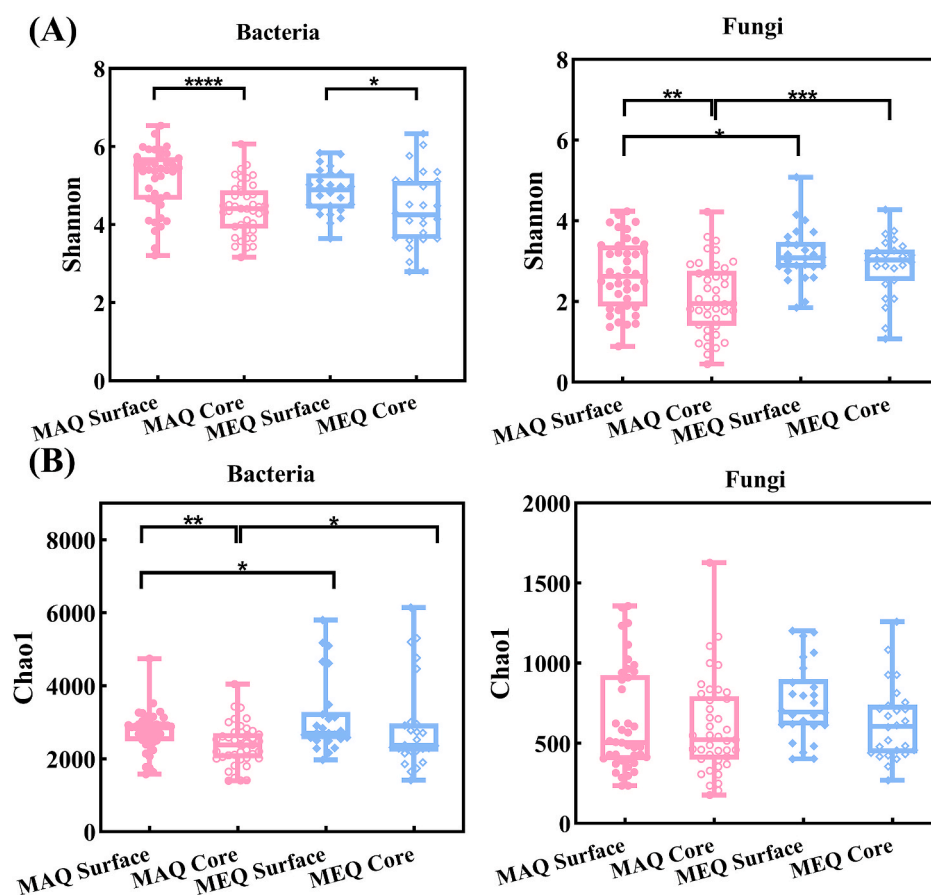 (A)
Bacteria
Shannon
8
6
4
2
0
****
*
MAQ Surface
MAQ Core
MEQ Surface
MEQ Core
Fungi
Shannon
8
6
4
2
0
**
***
*
MAQ Surface
MAQ Core
MEQ Surface
MEQ Core
(B)
Bacteria
Chao1
8000
6000
4000
2000
0
**
*
*
MAQ Surface
MAQ Core
MEQ Surface
MEQ Core
Fungi
Chao1
2000
1500
1000
500
0
MAQ Surface
MAQ Core
MEQ Surface
MEQ Core